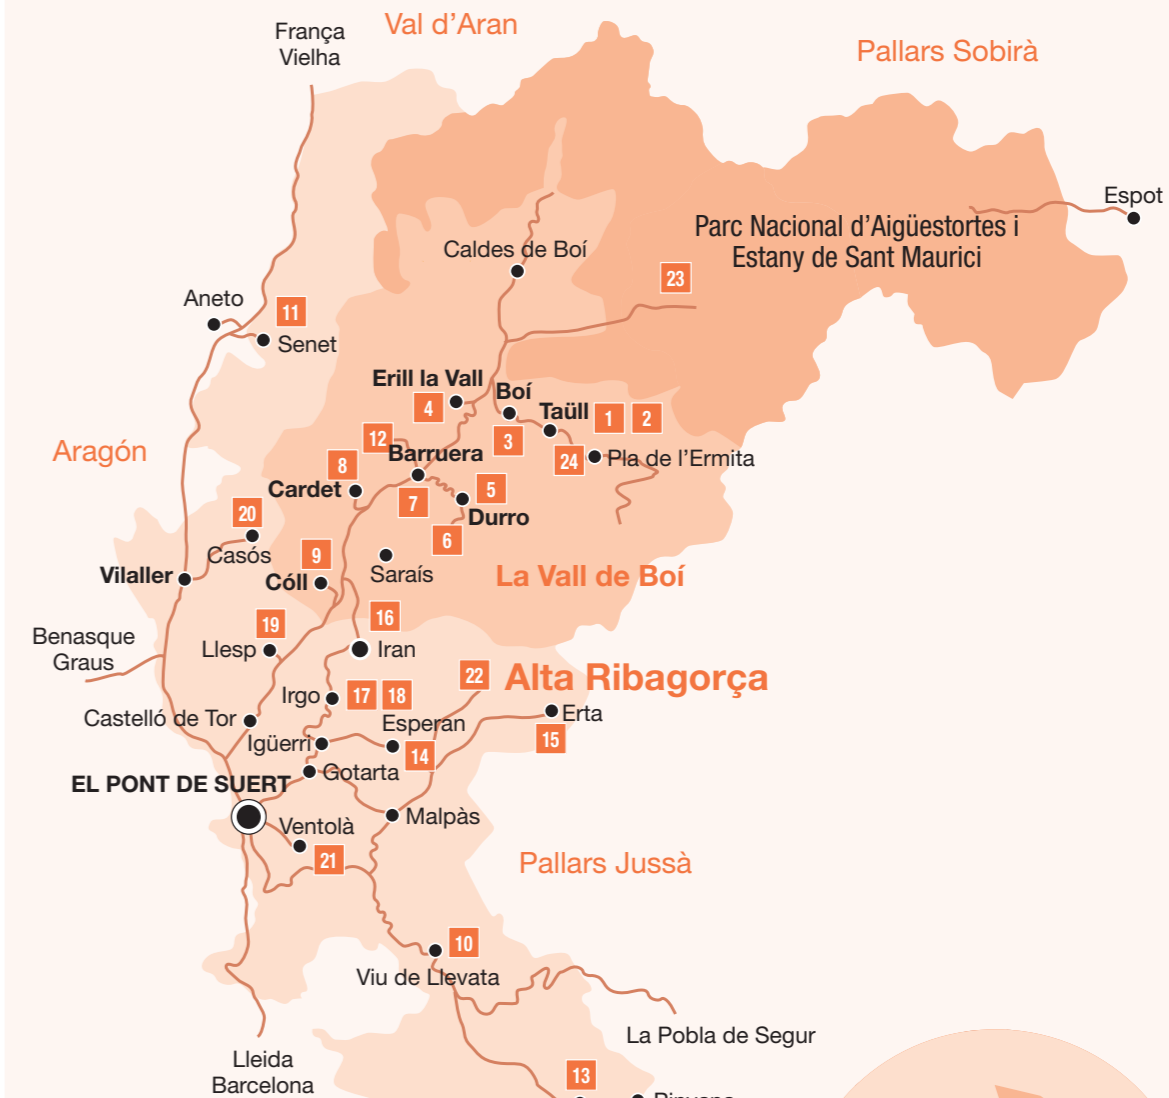 França
Vielha
Val d’Aran
Pallars Sobirà
Espot
Parc Nacional d’Aigüestortes i
Estany de Sant Maurici
Caldes de Boí
23
Aneto
11
Senet
Erill la Vall
4
Boí
3
Taüll
1
2
24
Pla de l’Ermita
Aragón
12
Barruera
8
Cardet
7
5
Durro
6
20
Casós
9
Cóll
Saraís
Vilaller
La Vall de Boí
16
19
Llesp
Iran
Benasque
Graus
22
Alta Ribagorça
Irgo
17
18
Castelló de Tor
Esperan
Erta
15
Igüerri
14
Gotarta
EL PONT DE SUERT
Malpàs
Ventolà
21
Pallars Jussà
10
Viu de Llevata
La Pobla de Segur
Lleida
Barcelona
13